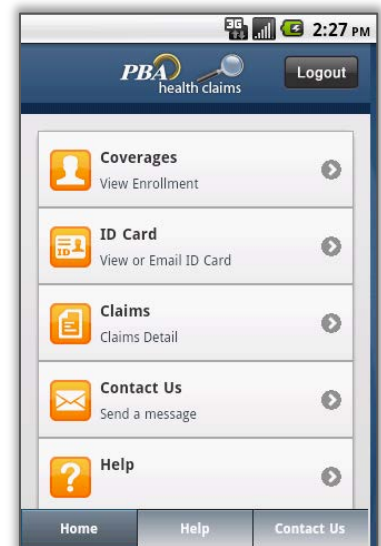 3G 2:27 PM
PBA
health claims
Logout
Coverages
View Enrollment
ID Card
ID
View or Email ID Card
Claims
Claims Detail
Contact Us
Send a message
Help
?
Home Help Contact Us